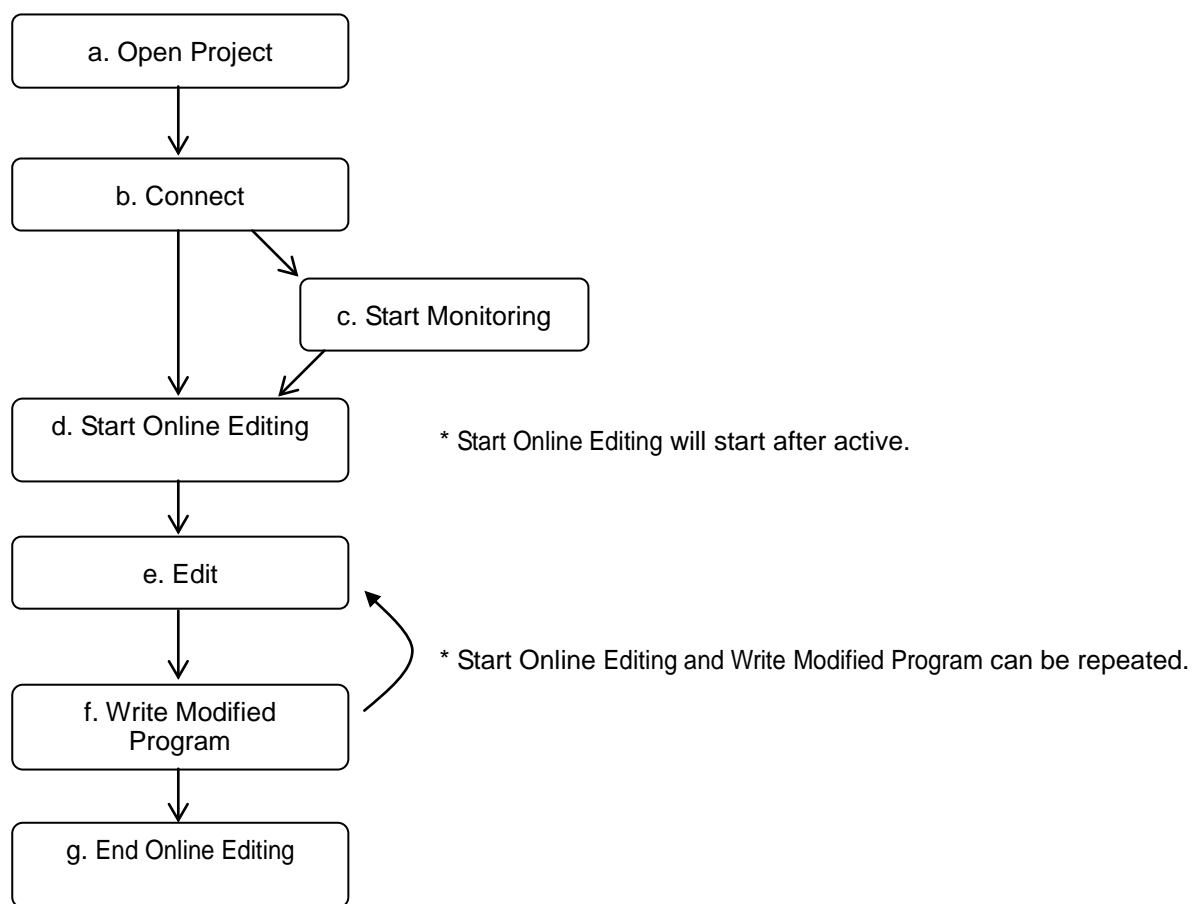 a. Open Project
b. Connect
c. Start Monitoring
d. Start Online Editing
* Start Online Editing will start after active.
e. Edit
* Start Online Editing and Write Modified Program can be repeated.
f. Write Modified
Program
g. End Online Editing